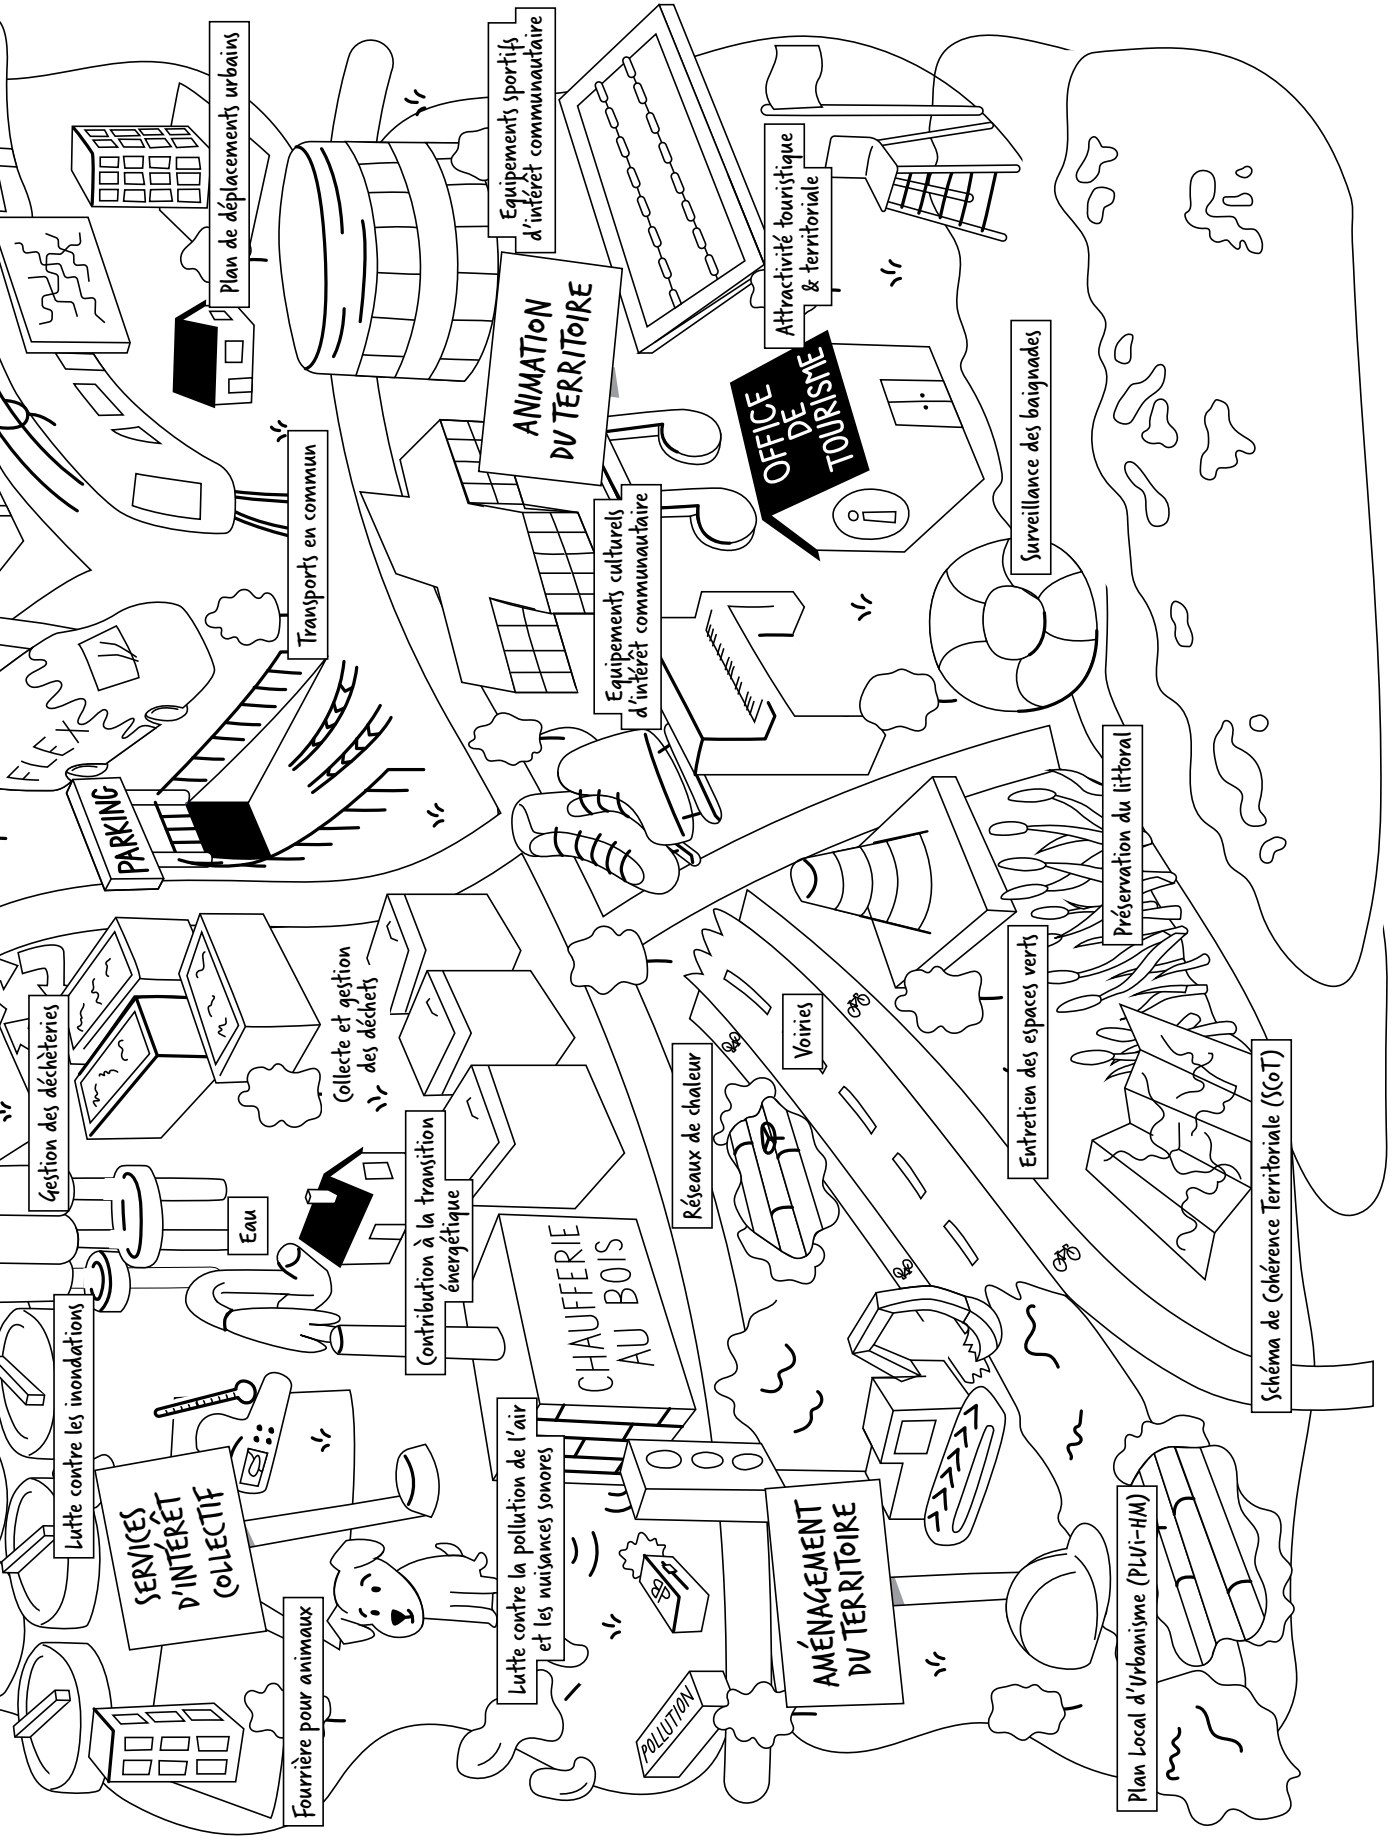 Gestion des déchèteries
Lutte contre les inondations
Eau
SERVICES
D'INTÉRÊT
COLLECTIF
Fourrière pour animaux
Collecte et gestion
des déchets
Contribution à la transition
énergétique
Lutte contre la pollution de l'air
et les nuisances sonores
CHAUFFERIE
AU BOIS
POLLUTION
Réseaux de chaleur
Voiries
AMÉNAGEMENT
DU TERRITOIRE
Entretien des espaces verts
Plan Local d'Urbanisme (PLUi-HM)
Schéma de Cohérence Territoriale (SCoT)
Préservation du littoral
Plan de déplacements urbains
Transports en commun
FLEX
PARKING
Equipements sportifs
d'intérêt communautaire
ANIMATION
DU TERRITOIRE
Equipements culturels
d'intérêt communautaire
Attractivité touristique
& territoriale
OFFICE
DE
TOURISME
Surveillance des baignades